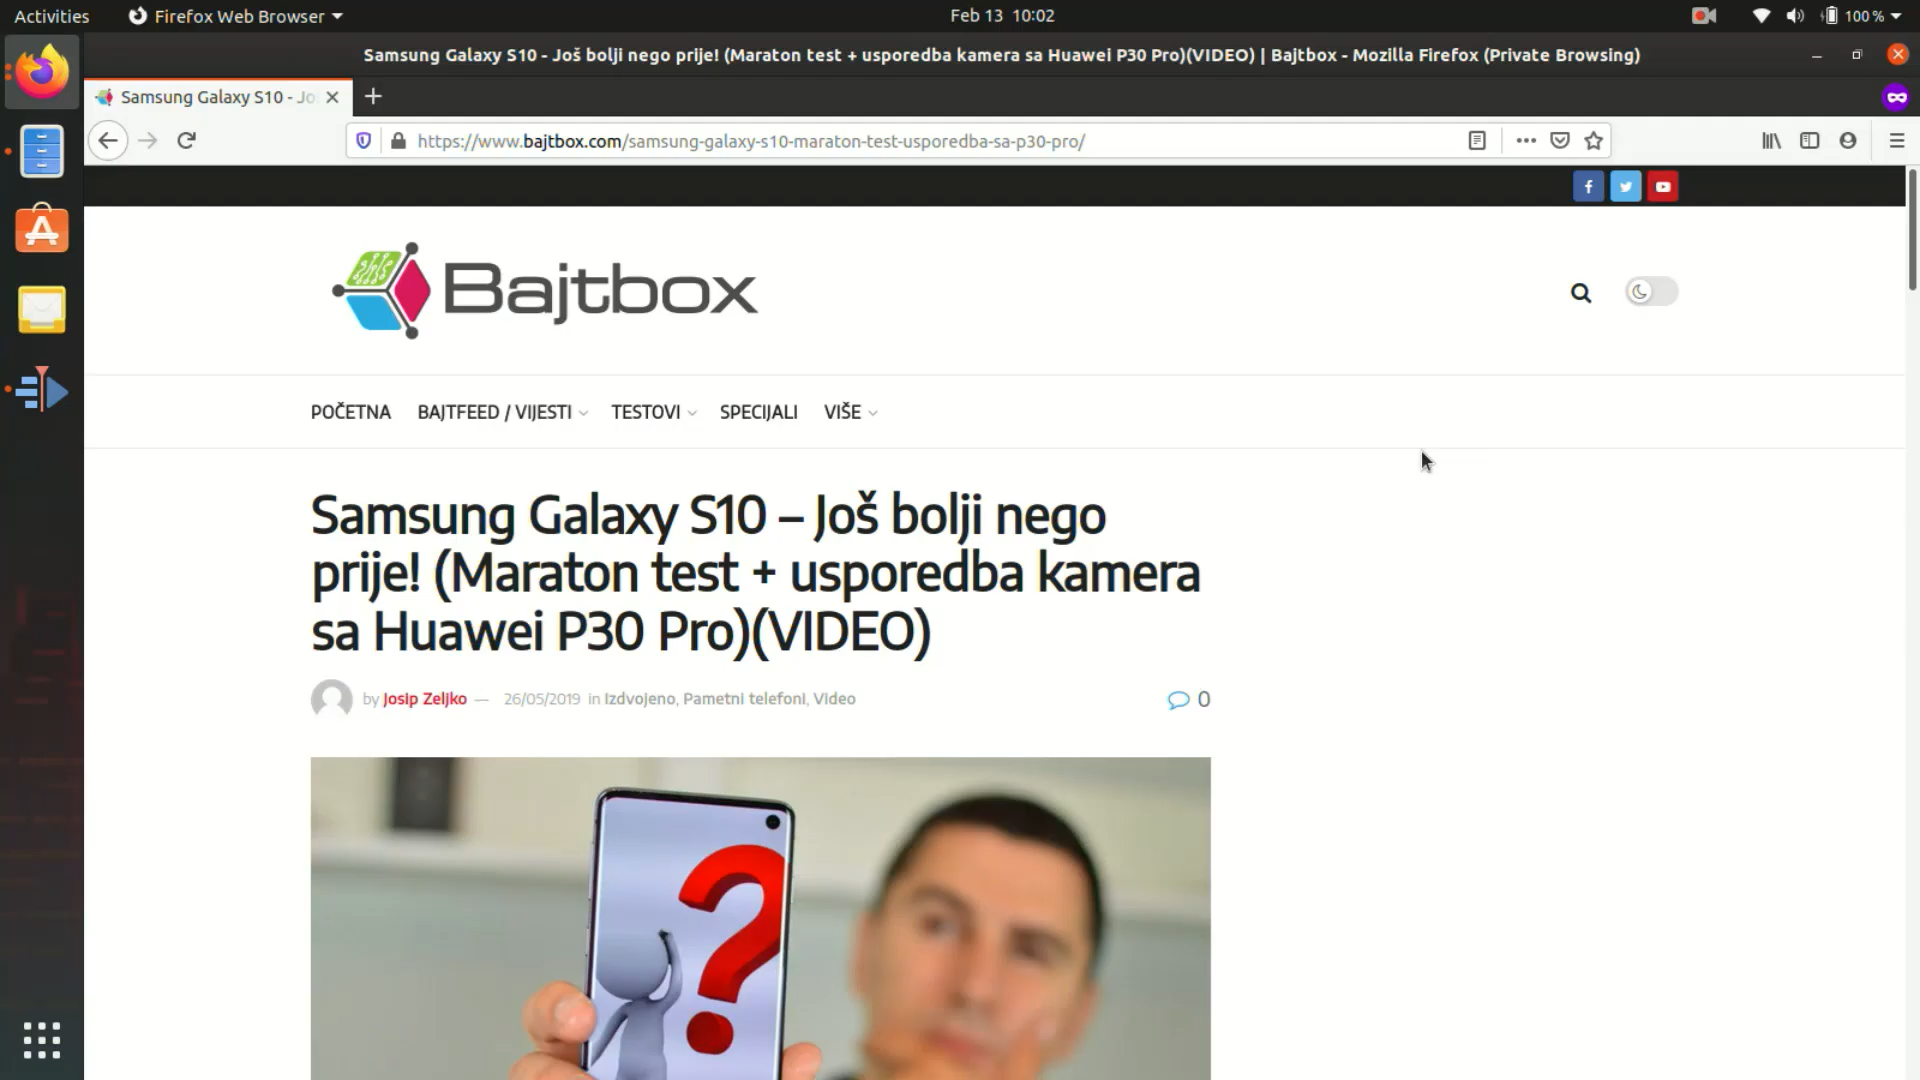 Activities
Firefox Web Browser
Feb 13 10:02
100 %
Samsung Galaxy S10 - Još bolji nego prije! (Maraton test + usporedba kamera sa Huawei P30 Pro)(VIDEO) | Bajtbox - Mozilla Firefox (Private Browsing)
Samsung Galaxy S10 - Jo
https://www.bajtbox.com/samsung-galaxy-s10-maraton-test-usporedba-sa-p30-pro/
Bajtbox
POČETNA BAJTFEED / VIJESTI TESTOVI SPECIJALI VIŠE
Samsung Galaxy S10 – Još bolji nego
prije! (Maraton test + usporedba kamera
sa Huawei P30 Pro)(VIDEO)
by Josip Zeljko — 26/05/2019 in Izdvojeno, Pametni telefoni, Video
0
?